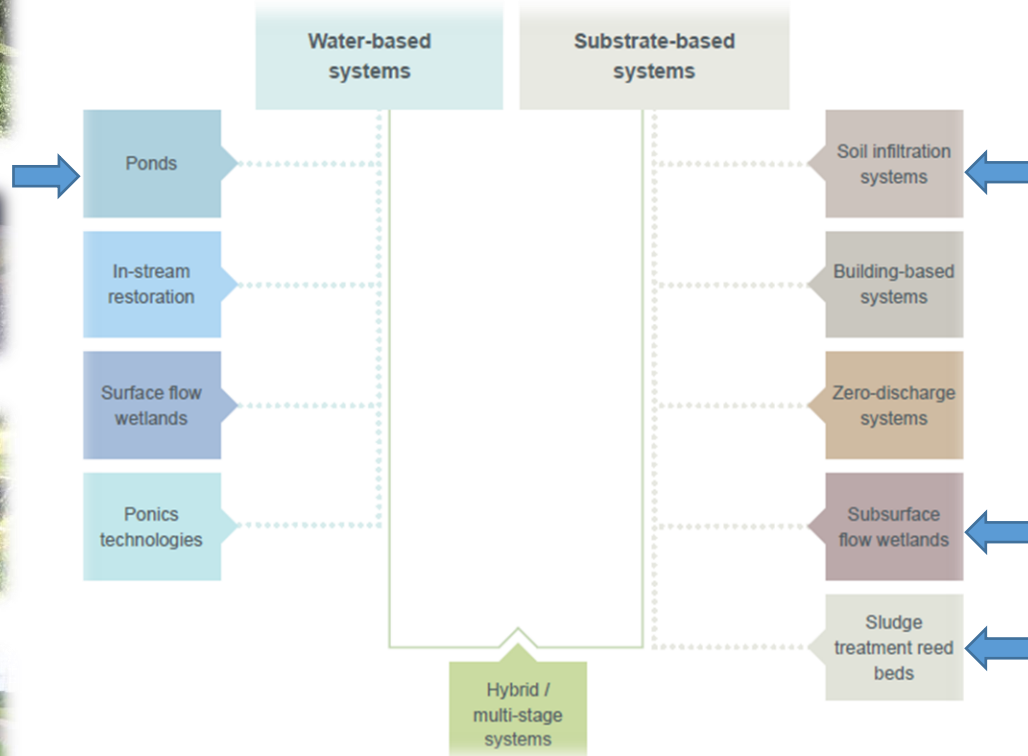 Water-based
systems
Substrate-based
systems
Ponds
In-stream
restoration
Surface flow
wetlands
Ponics
technologies
Soil infiltration
systems
Building-based
systems
Zero-discharge
systems
Subsurface
flow wetlands
Sludge
treatment reed
beds
Hybrid /
multi-stage
systems